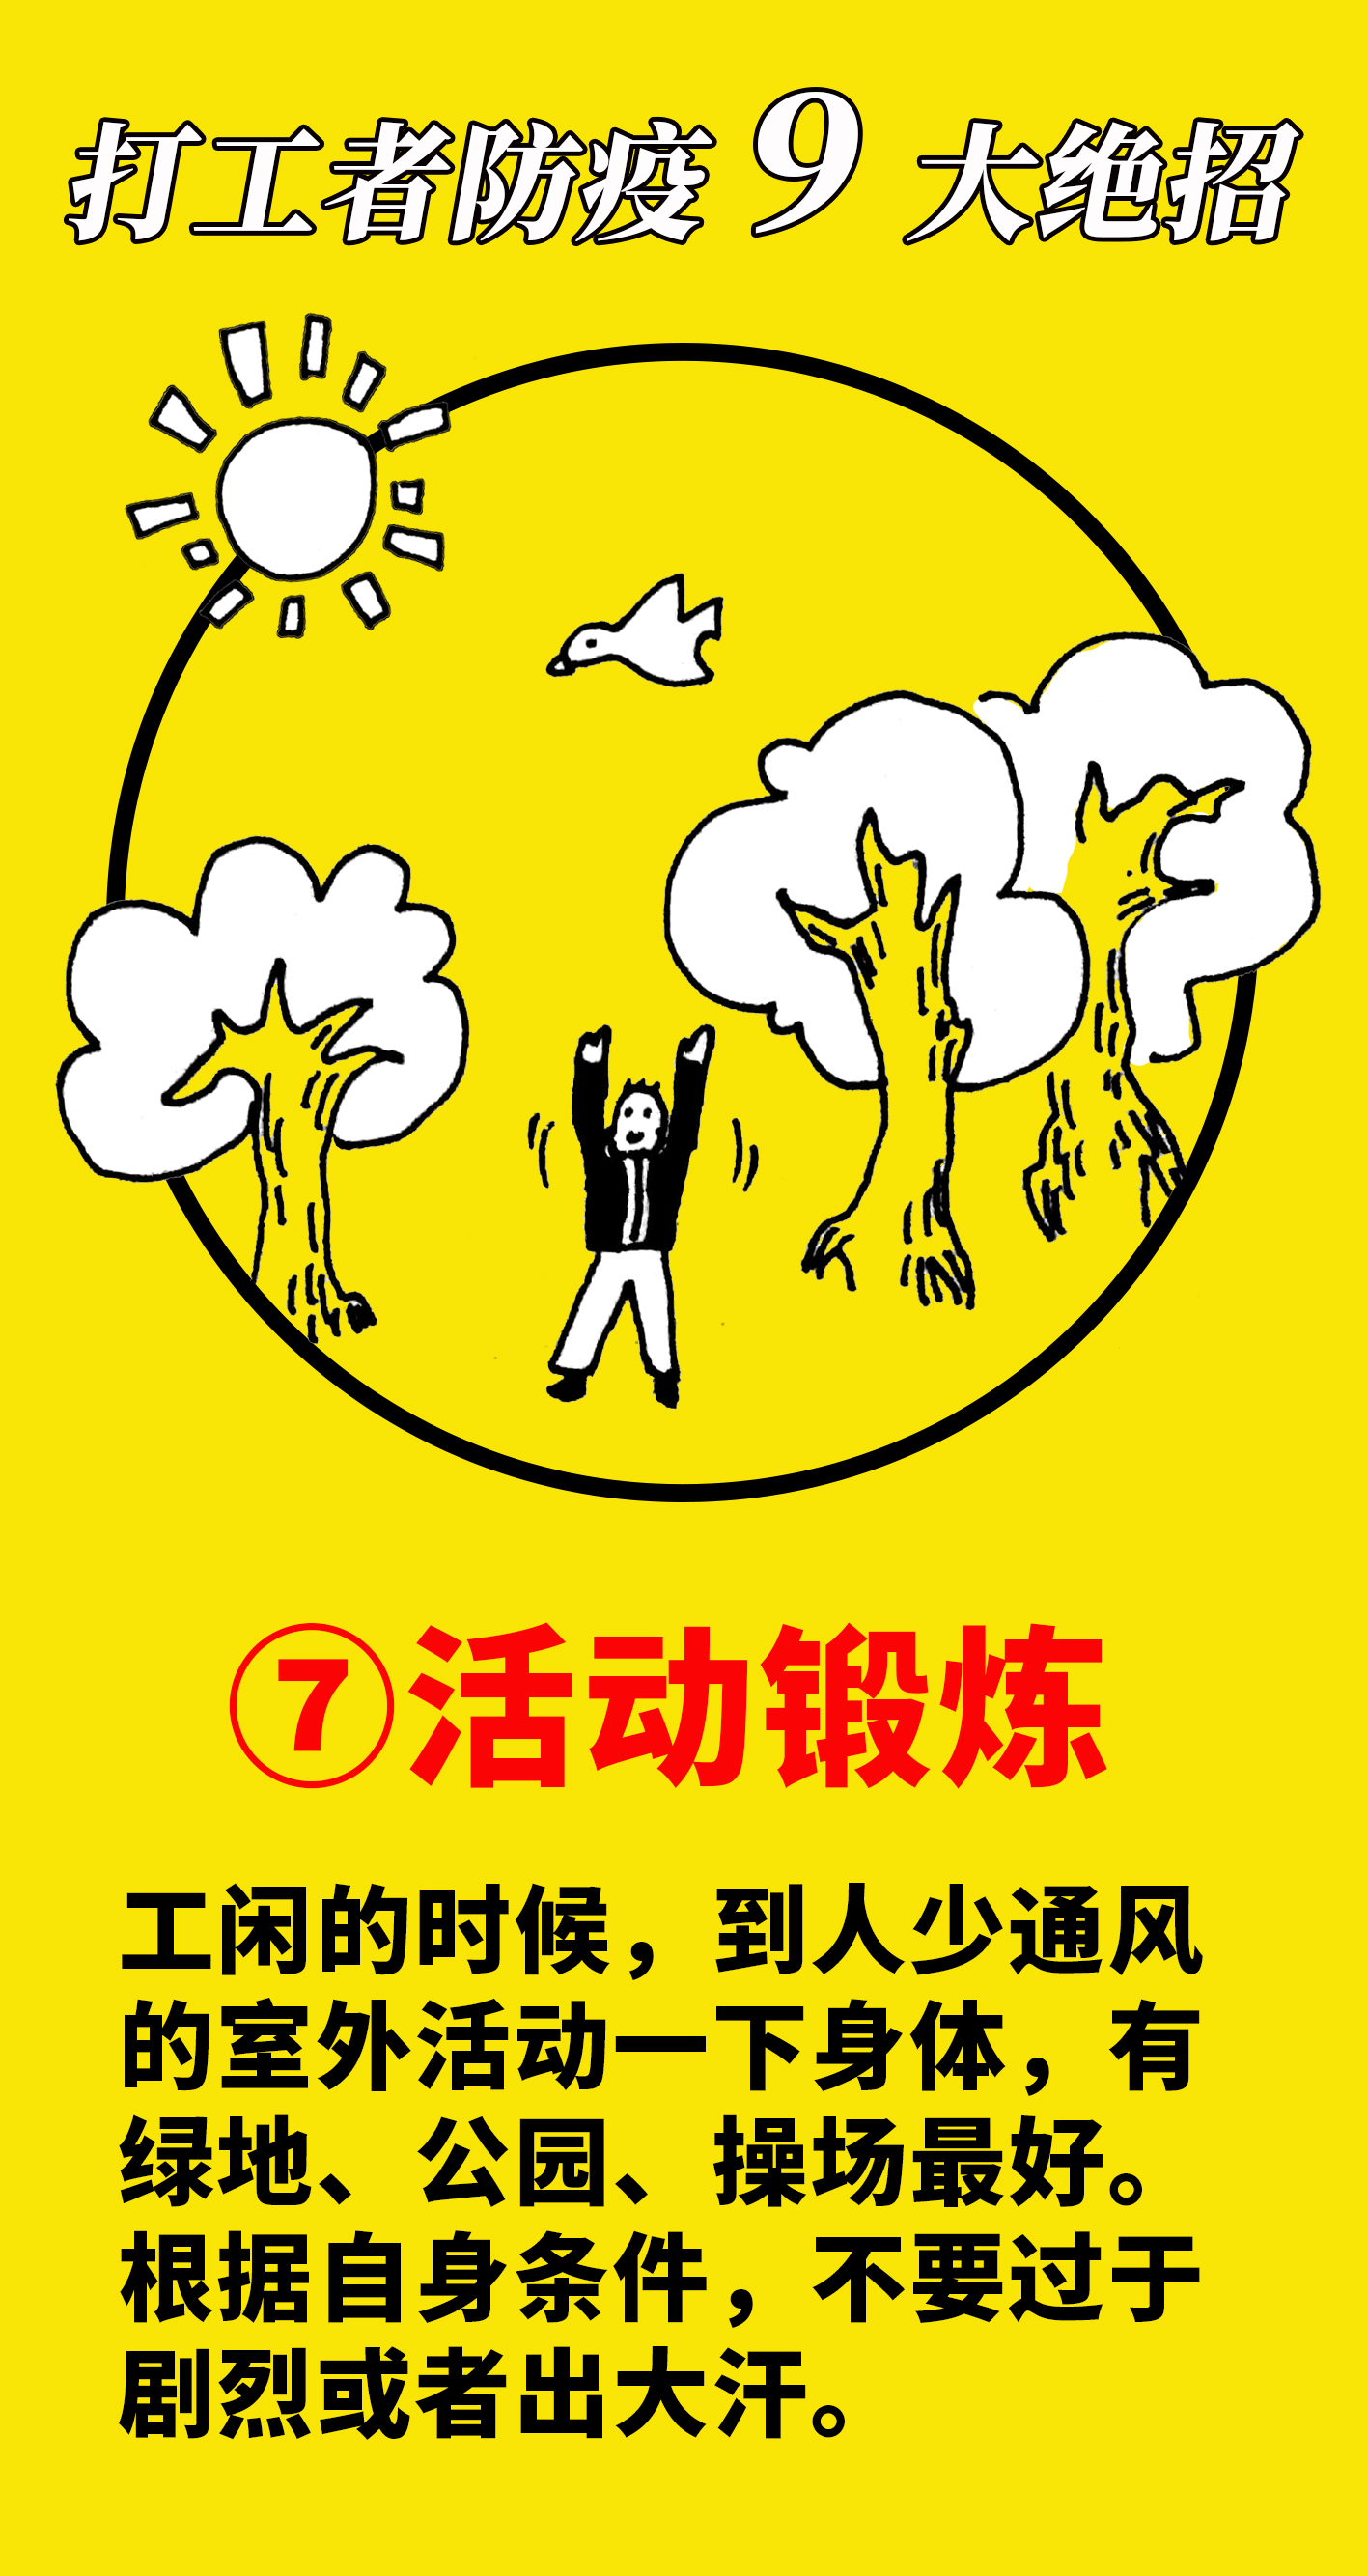 打工者防疫9大绝招
⑦活动锻炼
工闲的时候，到人少通风
的室外活动一下身体，有
绿地、公园、操场最好。
根据自身条件，不要过于
剧烈或者出大汗。